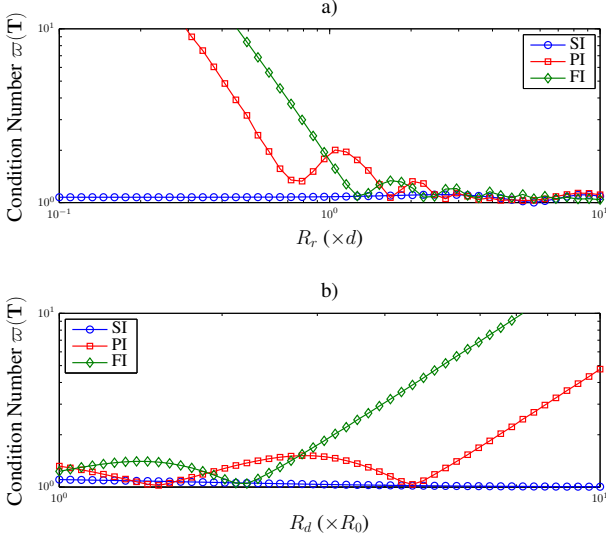 a)
Condition Number ϖ(T)
10¹
10⁰
10⁻¹
10⁰
10¹
R_r (×d)
SI
PI
FI
b)
Condition Number ϖ(T)
10¹
10⁰
10⁰
10¹
R_d (×R₀)
SI
PI
FI